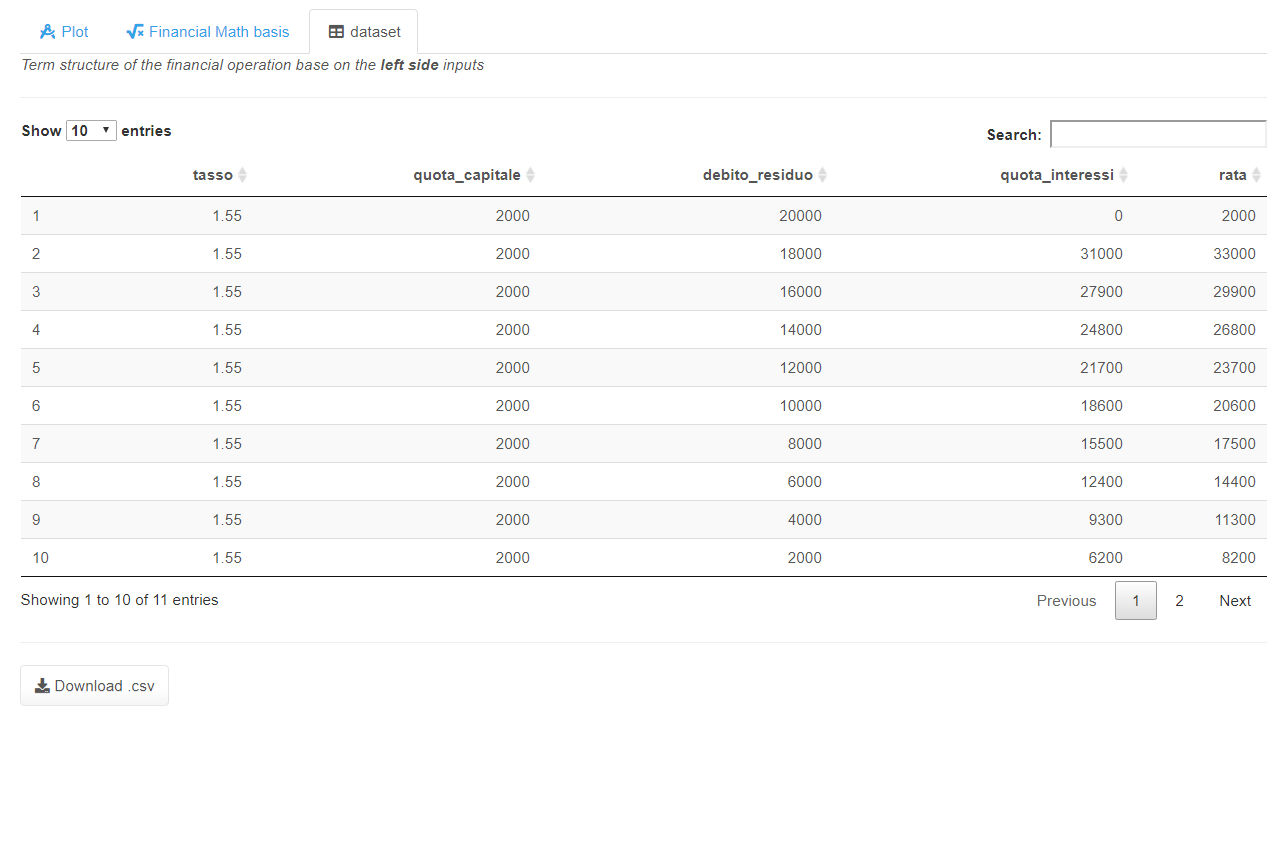 Plot Financial Math basis dataset
Term structure of the financial operation base on the left side inputs
Show 10 entries
Search:
tasso quota_capitale debito_residuo quota_interessi rata
1 1.55 2000 20000 0 2000
2 1.55 2000 18000 31000 33000
3 1.55 2000 16000 27900 29900
4 1.55 2000 14000 24800 26800
5 1.55 2000 12000 21700 23700
6 1.55 2000 10000 18600 20600
7 1.55 2000 8000 15500 17500
8 1.55 2000 6000 12400 14400
9 1.55 2000 4000 9300 11300
10 1.55 2000 2000 6200 8200
Showing 1 to 10 of 11 entries
Previous 1 2 Next
Download .csv